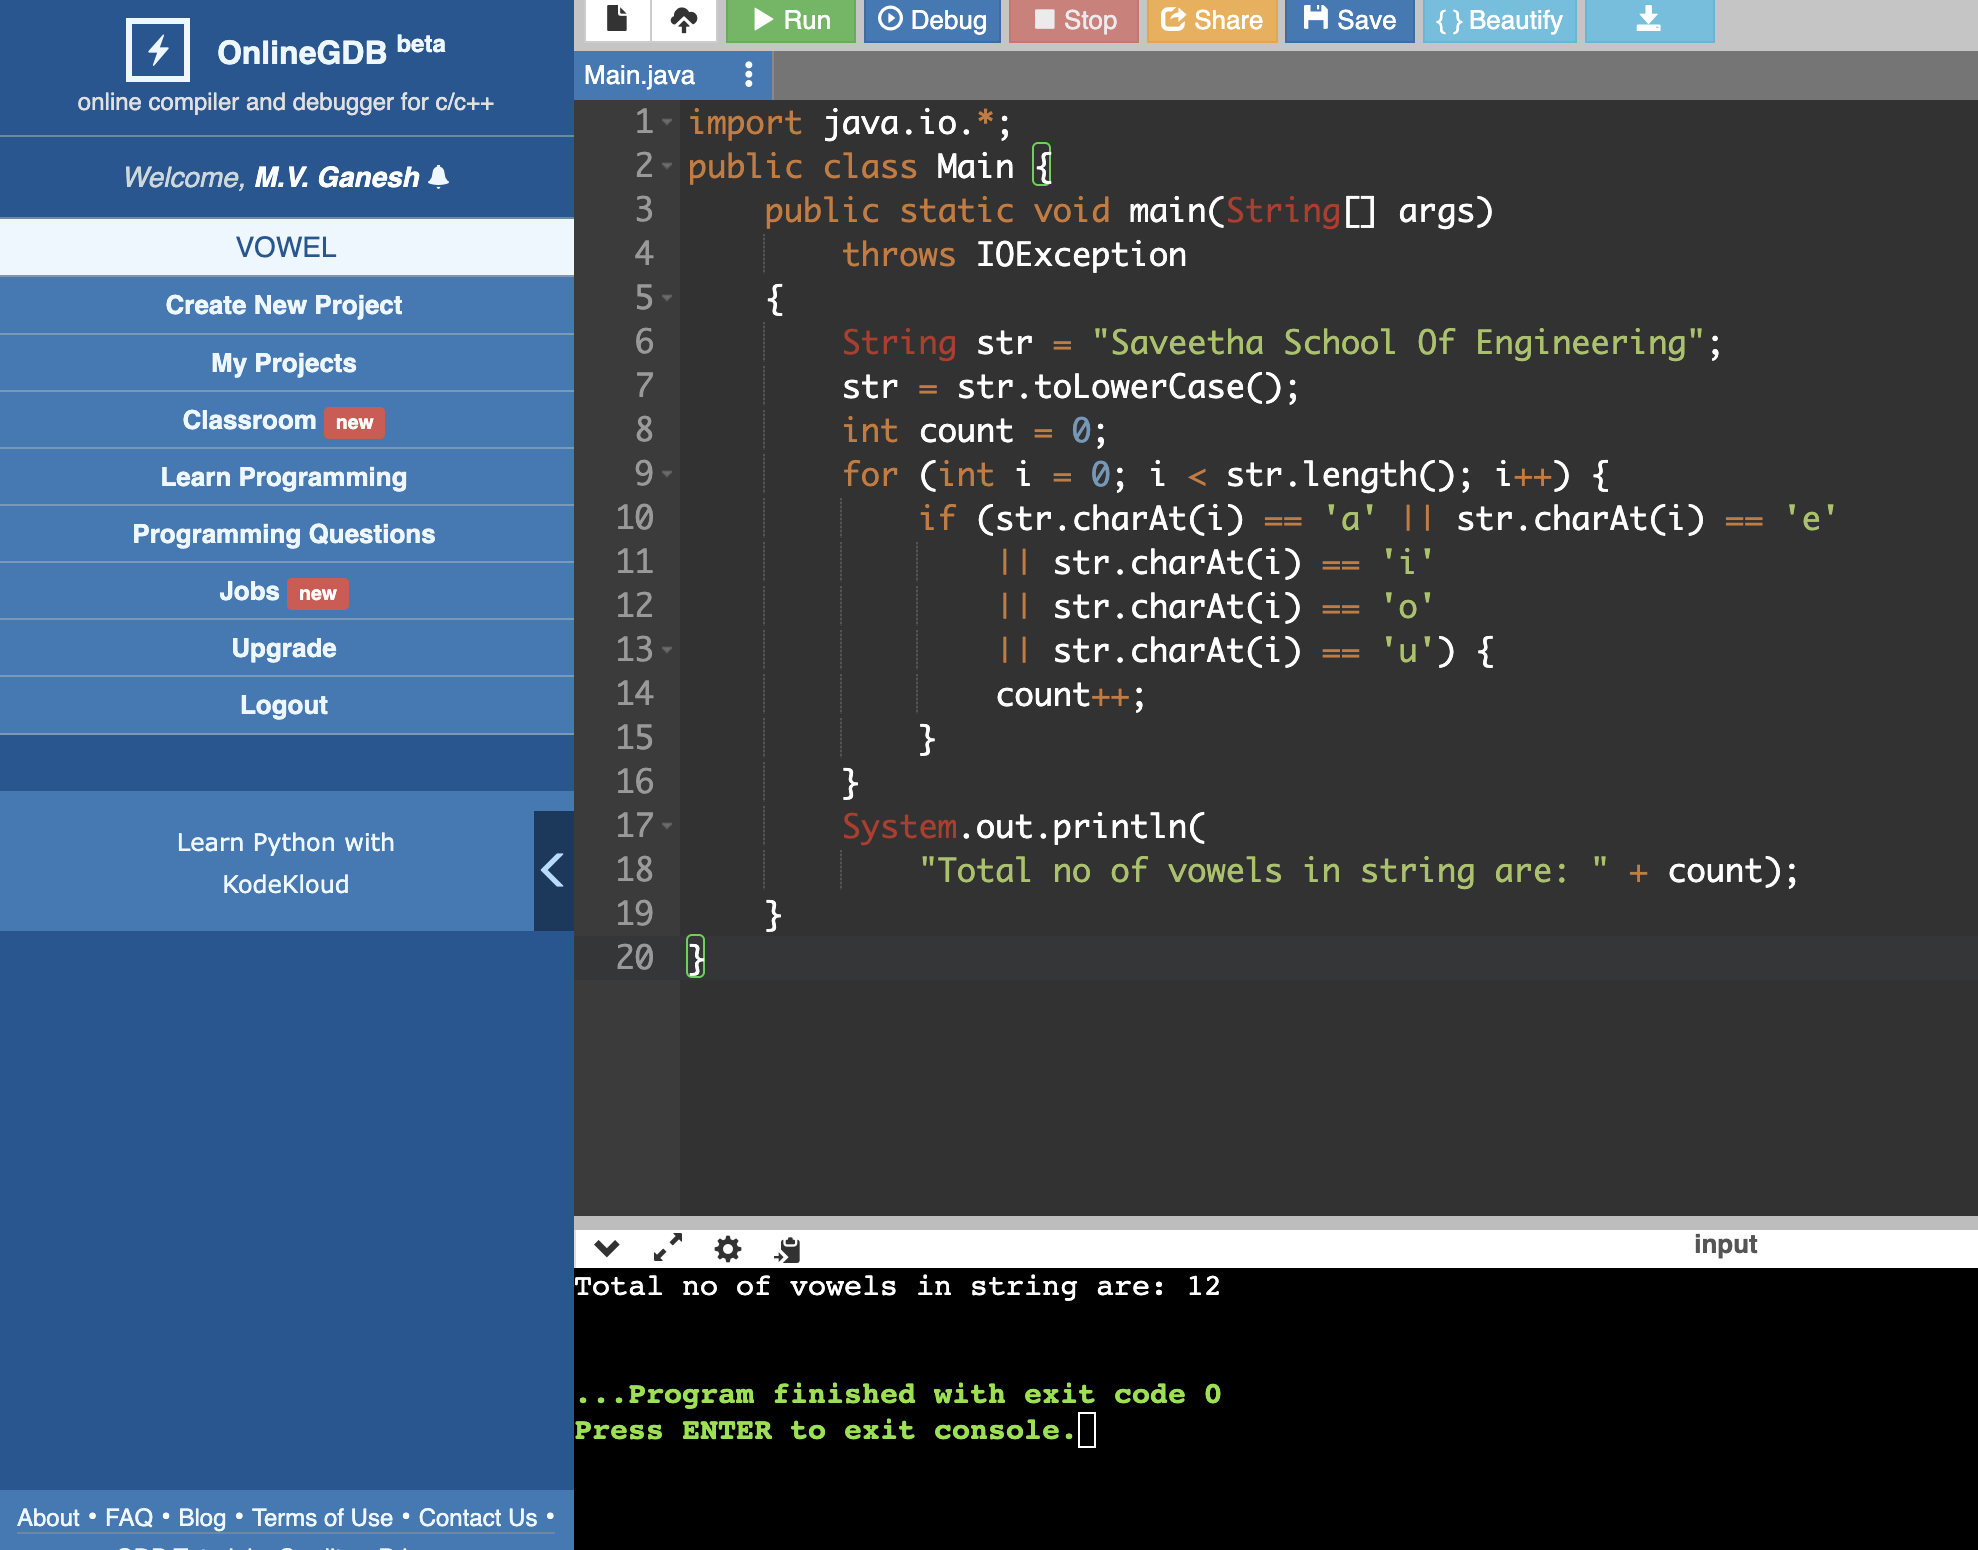 OnlineGDB beta
online compiler and debugger for c/c++
Welcome, M.V. Ganesh
VOWEL
Create New Project
My Projects
Classroom new
Learn Programming
Programming Questions
Jobs new
Upgrade
Logout
Learn Python with
KodeKloud
About • FAQ • Blog • Terms of Use • Contact Us •
Run Debug Stop Share Save { } Beautify
Main.java
1 import java.io.*;
2 public class Main {
3 public static void main(String[] args)
4 throws IOException
5 {
6 String str = "Saveetha School Of Engineering";
7 str = str.toLowerCase();
8 int count = 0;
9 for (int i = 0; i < str.length(); i++) {
10 if (str.charAt(i) == 'a' || str.charAt(i) == 'e'
11 || str.charAt(i) == 'i'
12 || str.charAt(i) == 'o'
13 || str.charAt(i) == 'u') {
14 count++;
15 }
16 }
17 System.out.println(
18 "Total no of vowels in string are: " + count);
19 }
20 }
input
Total no of vowels in string are: 12
...Program finished with exit code 0
Press ENTER to exit console.